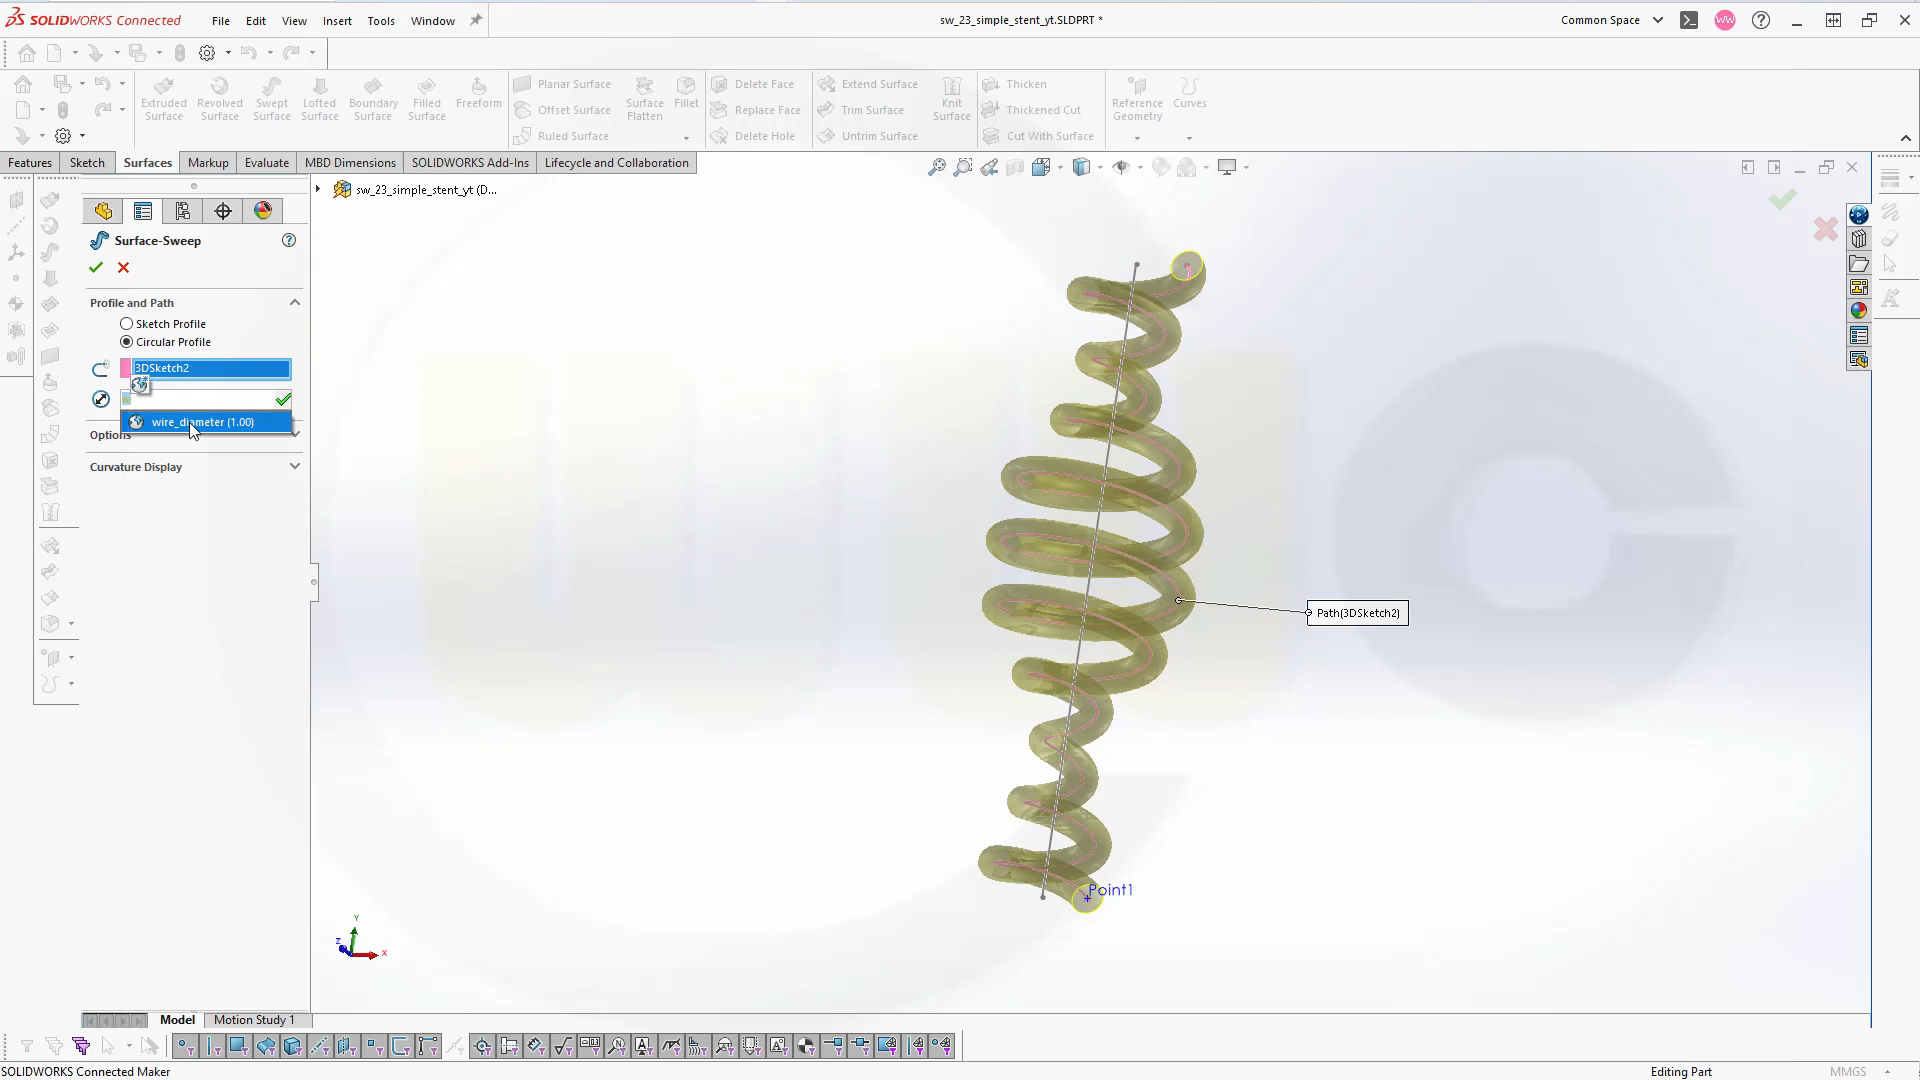 SOLIDWORKS Connected File Edit View Insert Tools Window sw_23_simple_stent_yt.SLDPRT * Common Space WW
Extruded Surface
Revolved Surface
Swept Surface
Lofted Surface
Boundary Surface
Filled Surface
Freeform
Planar Surface
Offset Surface
Ruled Surface
Surface Flatten
Fillet
Delete Face
Replace Face
Delete Hole
Extend Surface
Trim Surface
Untrim Surface
Knit Surface
Thicken
Thickened Cut
Cut With Surface
Reference Geometry
Curves
Features Sketch Surfaces Markup Evaluate MBD Dimensions SOLIDWORKS Add-Ins Lifecycle and Collaboration
sw_23_simple_stent_yt (D...
Surface-Sweep
Profile and Path
Sketch Profile
Circular Profile
3DSketch2
wire_diameter (1.00)
Options
Curvature Display
Path(3DSketch2)
Point1
Y
Z
X
Model Motion Study 1
SOLIDWORKS Connected Maker Editing Part MMGS